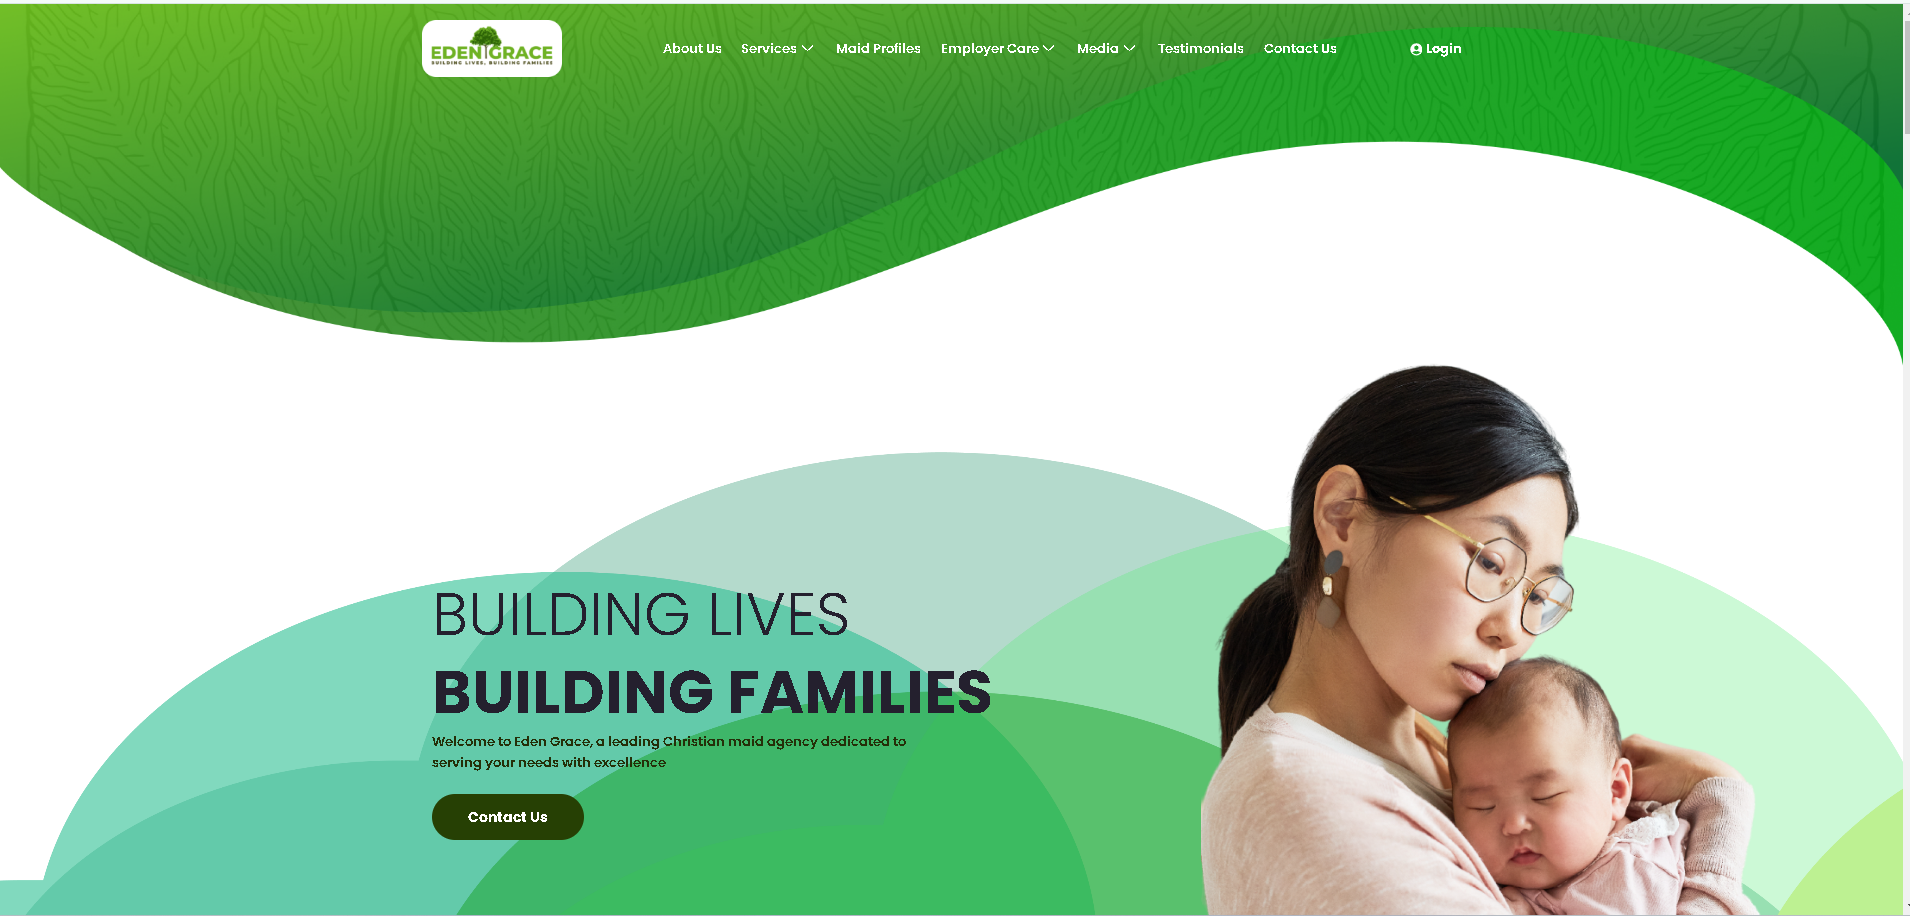 EDEN GRACE
BUILDING LIVES, BUILDING FAMILIES
About Us Services Maid Profiles Employer Care Media Testimonials Contact Us Login
BUILDING LIVES
BUILDING FAMILIES
Welcome to Eden Grace, a leading Christian maid agency dedicated to
serving your needs with excellence
Contact Us